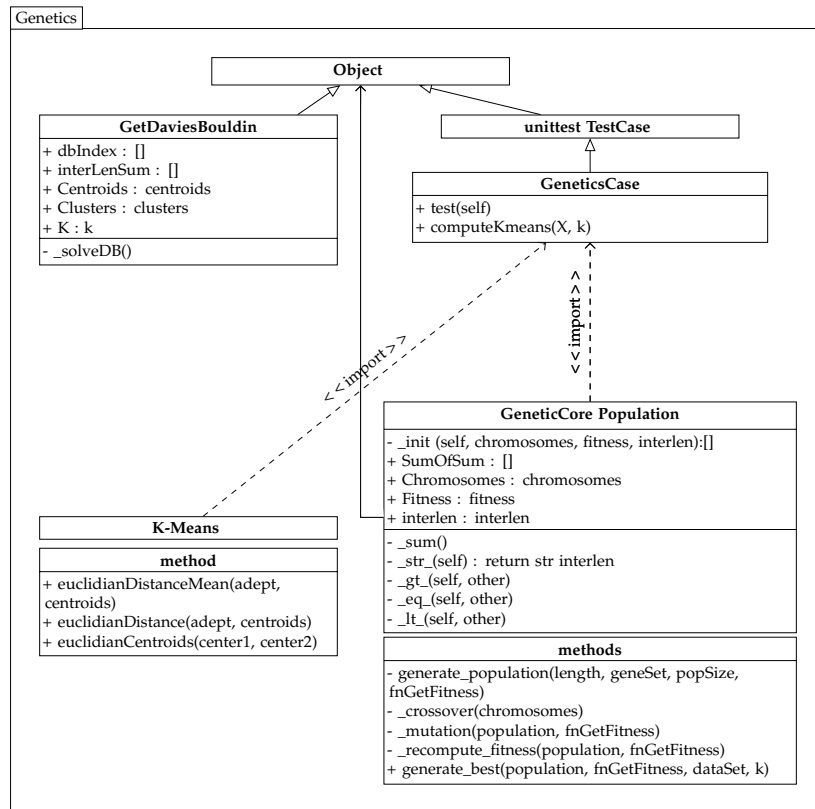 Genetics
Object
GetDaviesBouldin
+ dbIndex : []
+ interLenSum : []
+ Centroids : centroids
+ Clusters : clusters
+ K : k
- _solveDB()
unittest TestCase
GeneticsCase
+ test(self)
+ computeKmeans(X, k)
<<import>>
<<import>>
GeneticCore Population
- _init (self, chromosomes, fitness, interlen):[]
+ SumOfSum : []
+ Chromosomes : chromosomes
+ Fitness : fitness
+ interlen : interlen
- _sum()
- _str_(self) : return str interlen
- _gt_(self, other)
- _eq_(self, other)
- _lt_(self, other)
K-Means
method
+ euclidianDistanceMean(adept,
centroids)
+ euclidianDistance(adept, centroids)
+ euclidianCentroids(center1, center2)
methods
- generate_population(length, geneSet, popSize,
fnGetFitness)
- _crossover(chromosomes)
- _mutation(population, fnGetFitness)
- _recompute_fitness(population, fnGetFitness)
+ generate_best(population, fnGetFitness, dataSet, k)